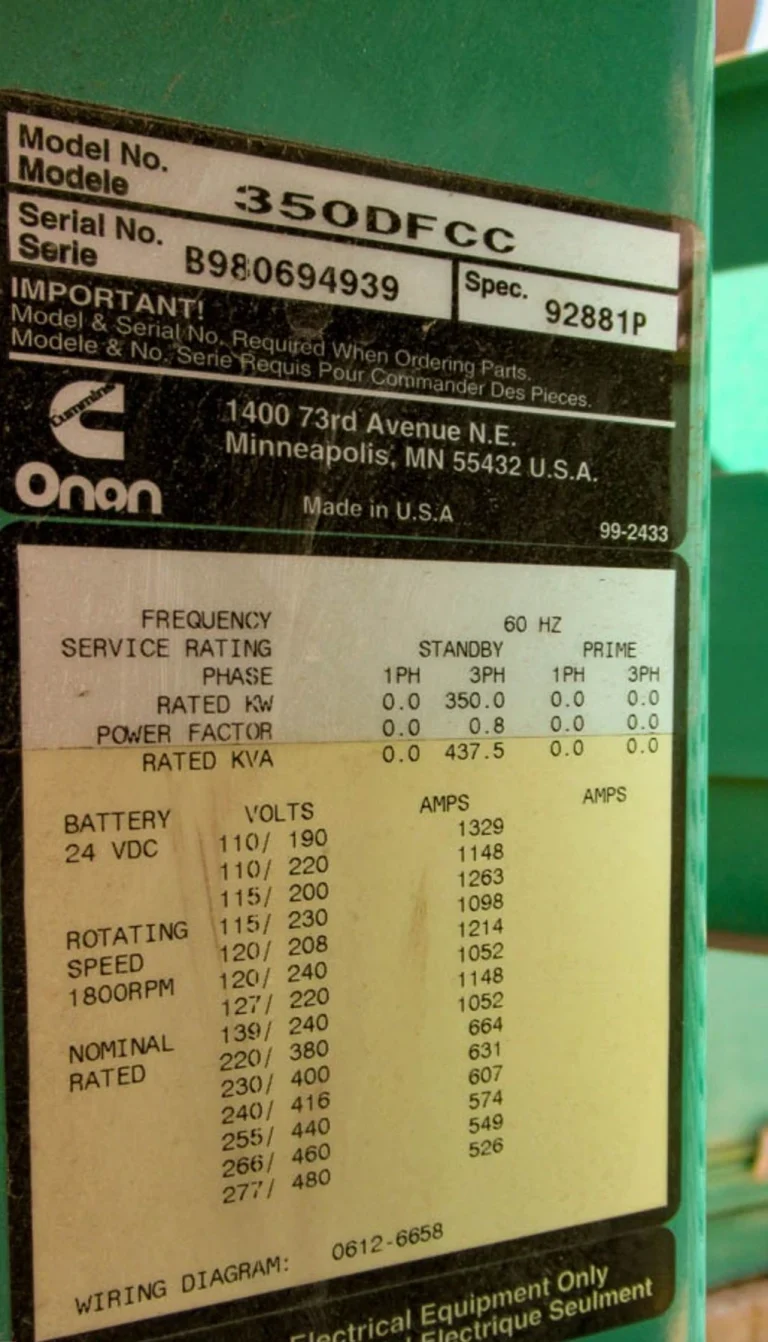 Model No.
Modele
350DFCC
Serial No.
Serie
B980694939
Spec.
92881P
IMPORTANT!
Model & Serial No. Required When Ordering Parts.
Modele & No. Serie Requis Pour Commander Des Pieces.
Cummins
Onan
1400 73rd Avenue N.E.
Minneapolis, MN 55432 U.S.A.
Made in U.S.A
99-2433
FREQUENCY 60 HZ
SERVICE RATING STANDBY PRIME
PHASE 1PH 3PH 1PH 3PH
RATED KW 0.0 350.0 0.0 0.0
POWER FACTOR 0.0 0.8 0.0 0.0
RATED KVA 0.0 437.5 0.0 0.0
BATTERY
24 VDC
ROTATING
SPEED
1800RPM
NOMINAL
RATED
VOLTS AMPS AMPS
110/ 190 1329
110/ 220 1148
115/ 200 1263
115/ 230 1098
120/ 208 1214
120/ 240 1052
127/ 220 1148
139/ 240 1052
220/ 380 664
230/ 400 631
240/ 416 607
255/ 440 574
266/ 460 549
277/ 480 526
WIRING DIAGRAM: 0612-6658
Electrical Equipment Only
Electrique Seulment